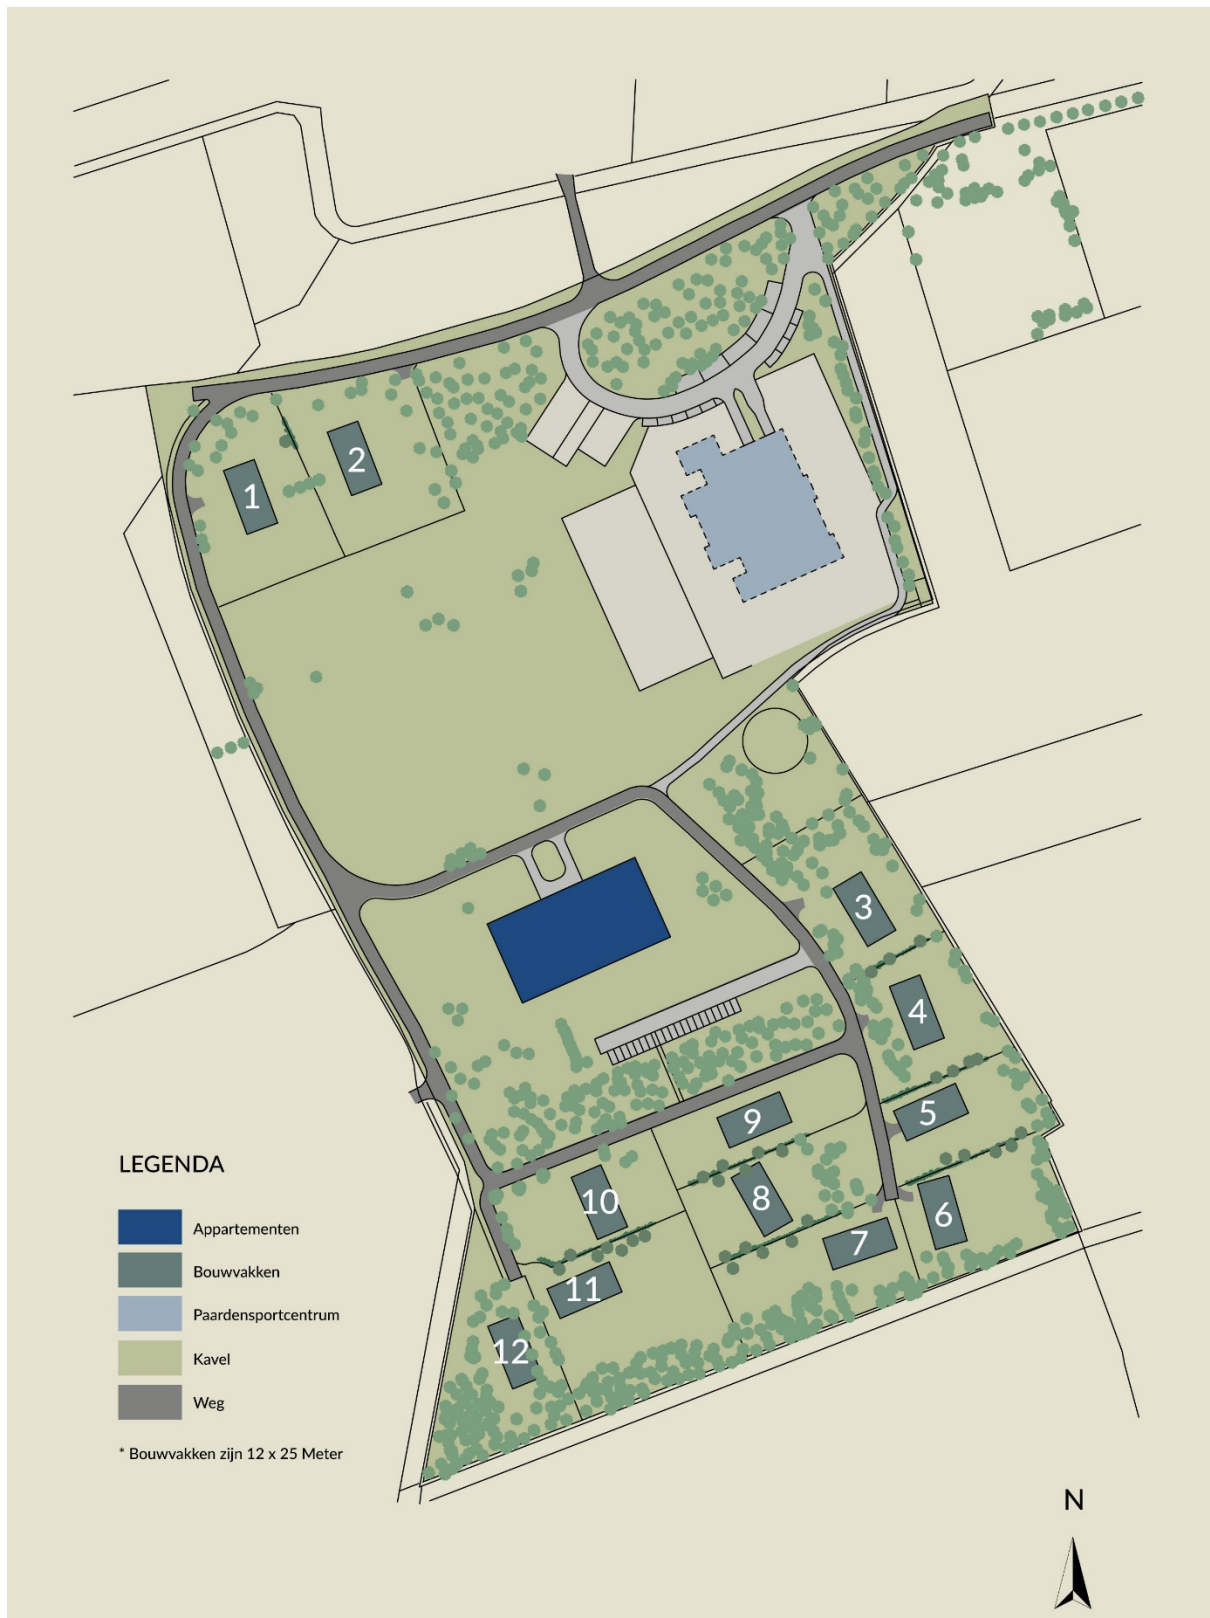 1
2
3
4
5
9
10
8
6
7
11
12
LEGENDA
Appartementen
Bouwvakken
Paardensportcentrum
Kavel
Weg
* Bouwvakken zijn 12 x 25 Meter
N